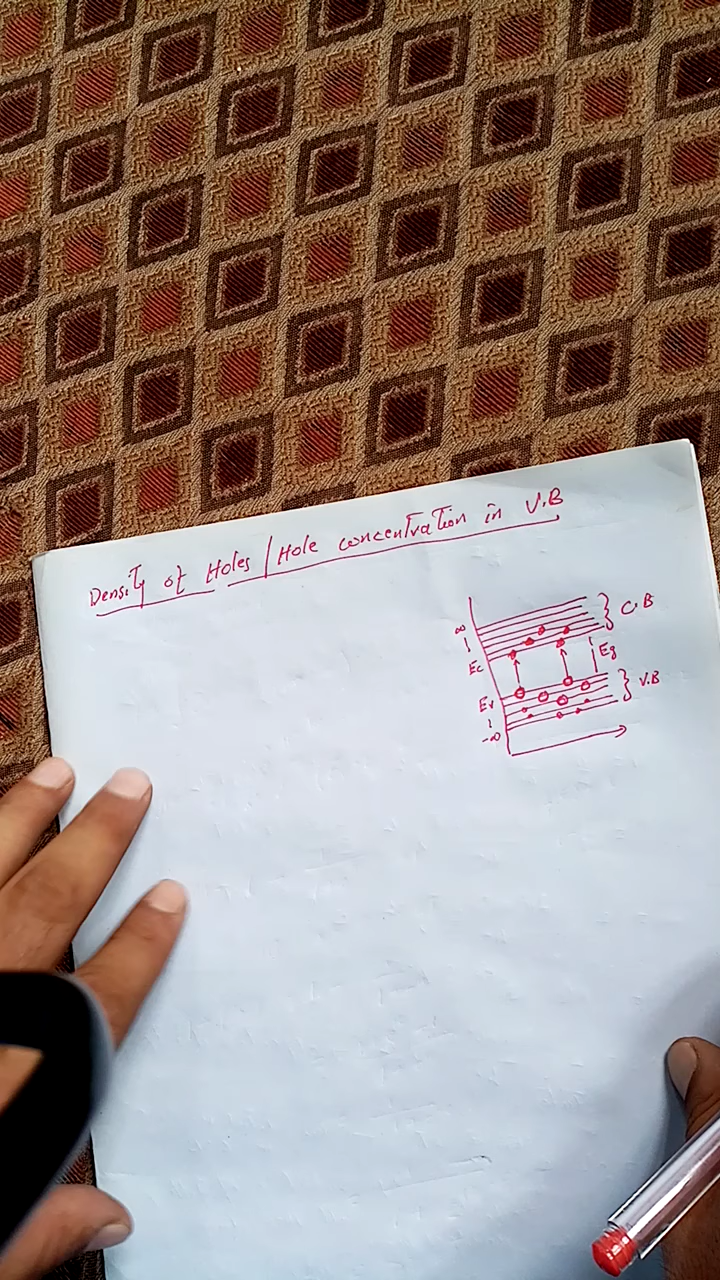 Density of Holes / Hole concentration in V.B
∞
C.B
Ec
Eg
Ev
V.B
-∞